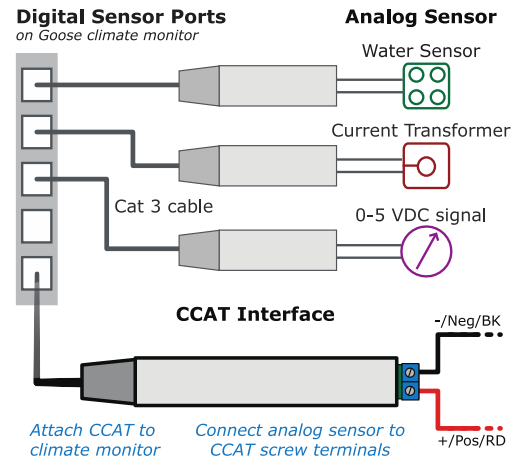 Digital Sensor Ports
on Goose climate monitor
Analog Sensor
Water Sensor
Current Transformer
Cat 3 cable
0-5 VDC signal
CCAT Interface
-/Neg/BK
+/Pos/RD
Attach CCAT to
climate monitor
Connect analog sensor to
CCAT screw terminals